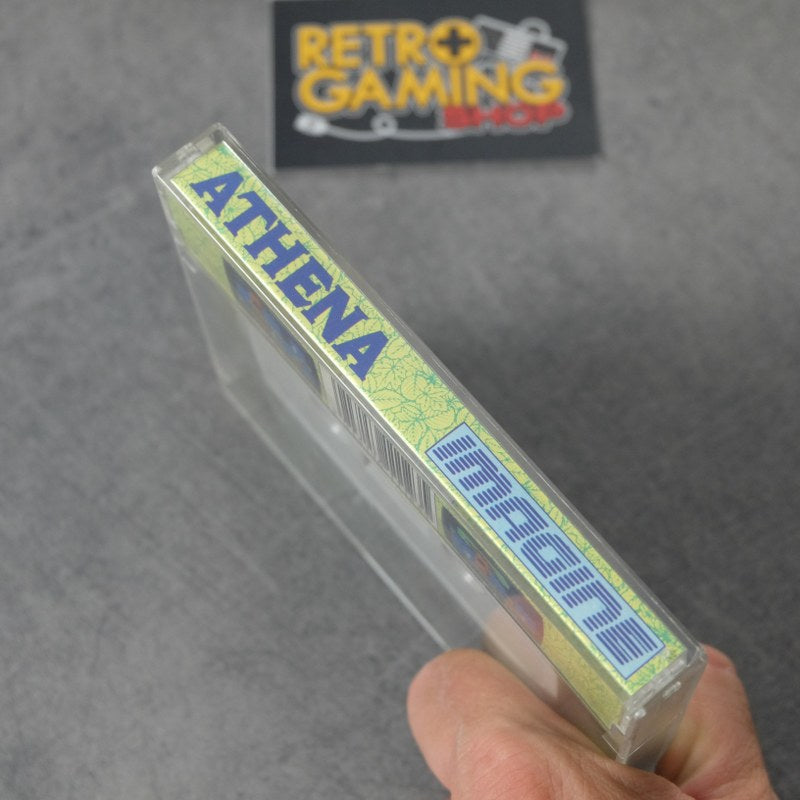 RETRO
GAMING
SHOP
ATHENA
IMAGINE